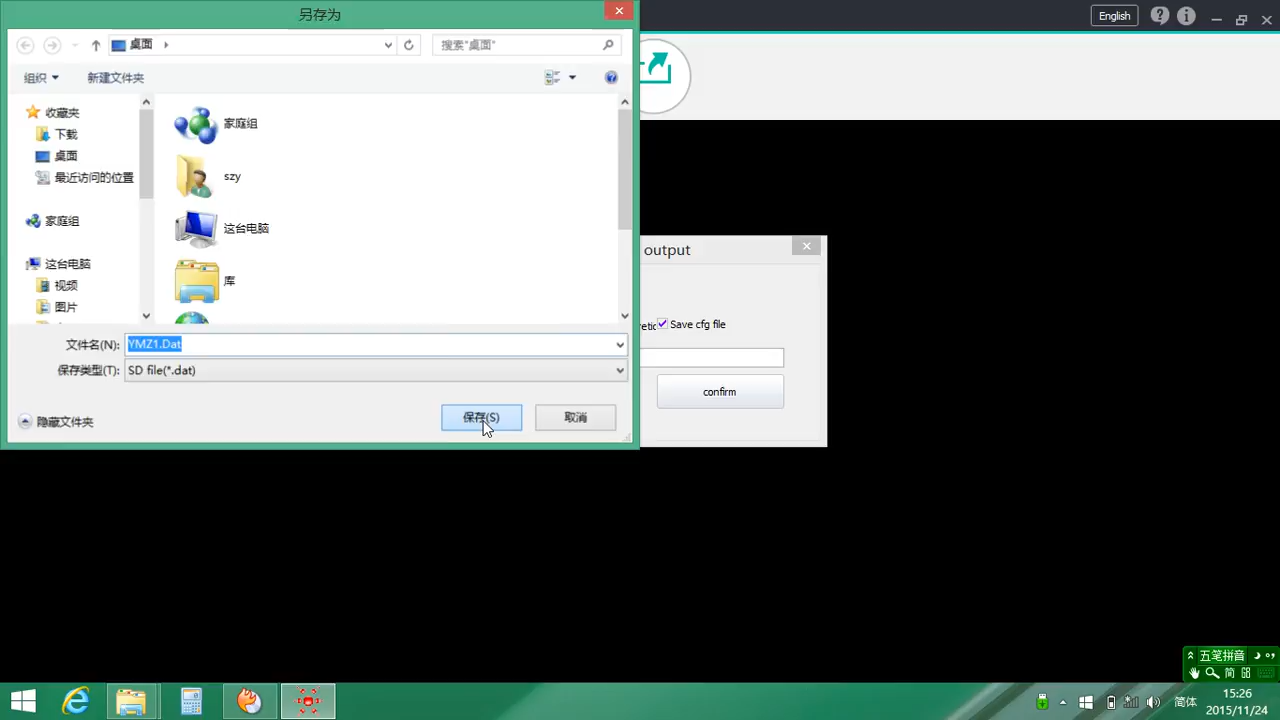 另存为
English
桌面
搜索"桌面"
组织
新建文件夹
收藏夹
下载
桌面
最近访问的位置
家庭组
这台电脑
视频
图片
家庭组
szy
这台电脑
库
文件名(N):
YMZ1.Dat
保存类型(T):
SD file(*.dat)
隐藏文件夹
保存(S)
取消
output
Save cfg file
confirm
五笔拼音
简
简体
15:26
2015/11/24